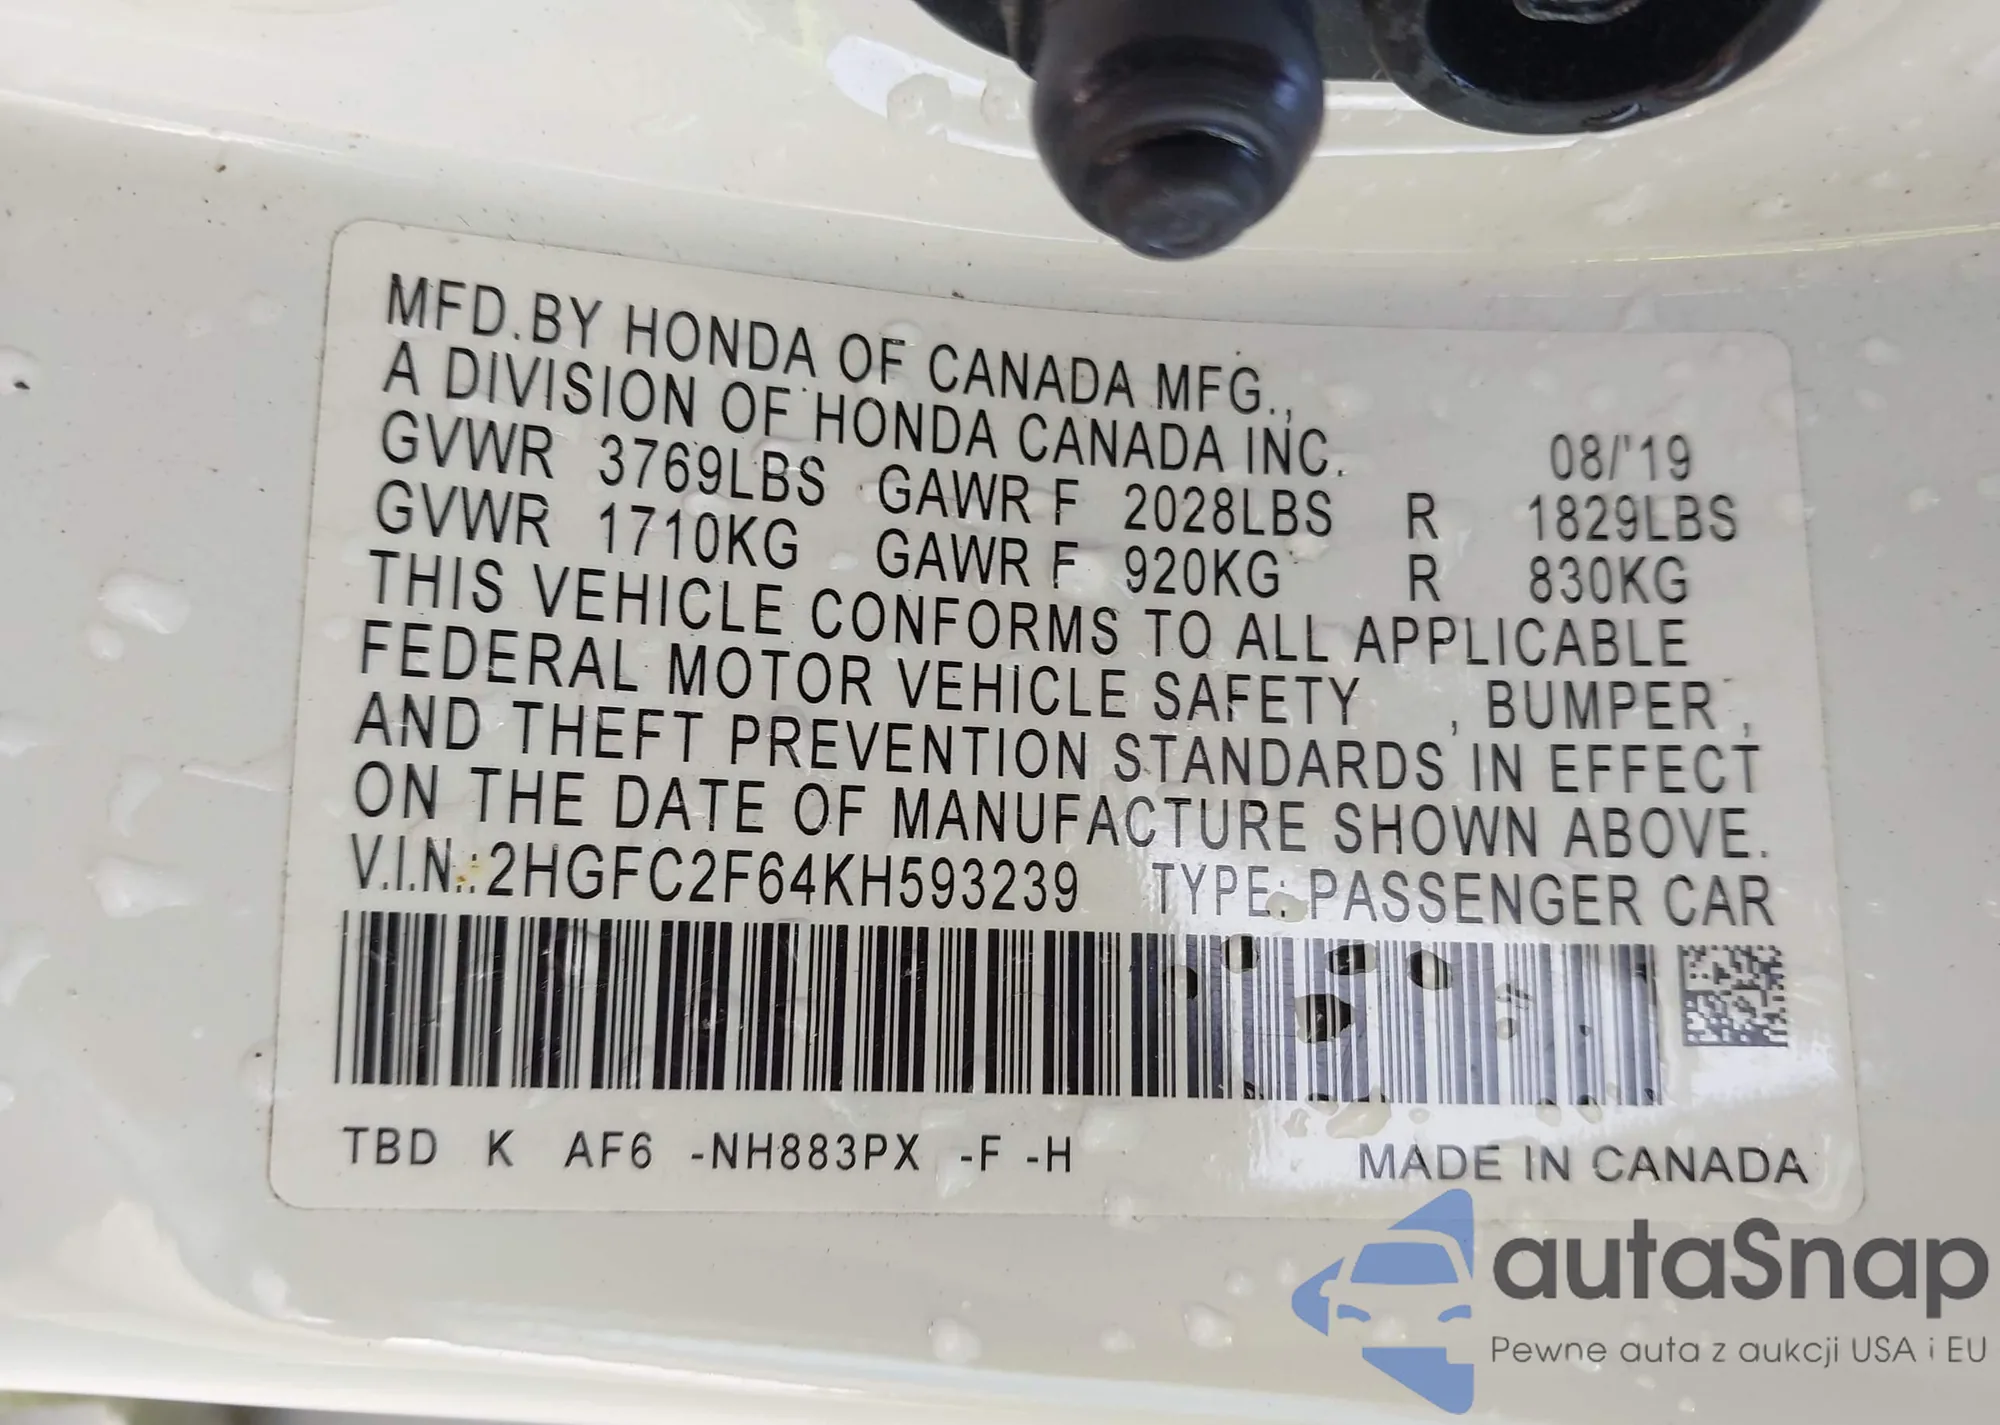 MFD.BY HONDA OF CANADA MFG.,
A DIVISION OF HONDA CANADA INC. 08/'19
GVWR 3769LBS GAWR F 2028LBS R 1829LBS
GVWR 1710KG GAWR F 920KG R 830KG
THIS VEHICLE CONFORMS TO ALL APPLICABLE
FEDERAL MOTOR VEHICLE SAFETY , BUMPER ,
AND THEFT PREVENTION STANDARDS IN EFFECT
ON THE DATE OF MANUFACTURE SHOWN ABOVE.
V.I.N.:2HGFC2F64KH593239 TYPE: PASSENGER CAR
TBD K AF6 -NH883PX -F -H MADE IN CANADA
autaSnap
Pewne auta z aukcji USA i EU